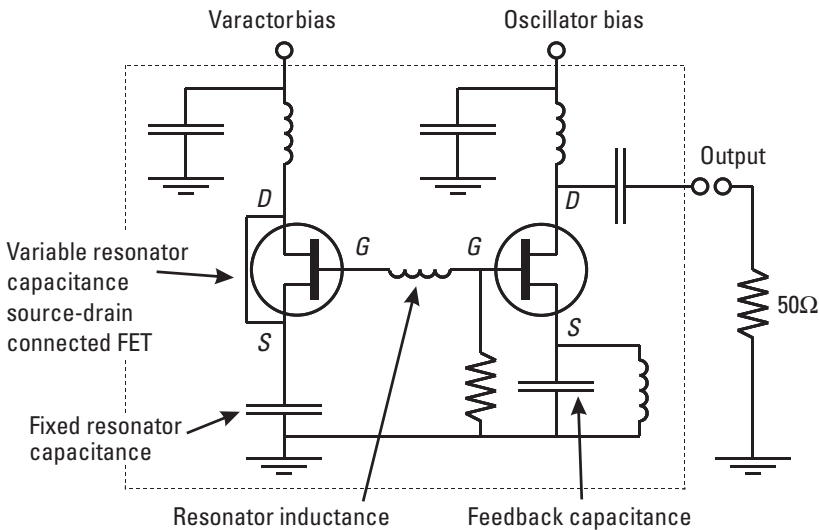 Varactorbias
Oscillator bias
Output
D
D
G
G
Variable resonator
capacitance
source-drain
connected FET
50Ω
S
S
Fixed resonator
capacitance
Resonator inductance
Feedback capacitance